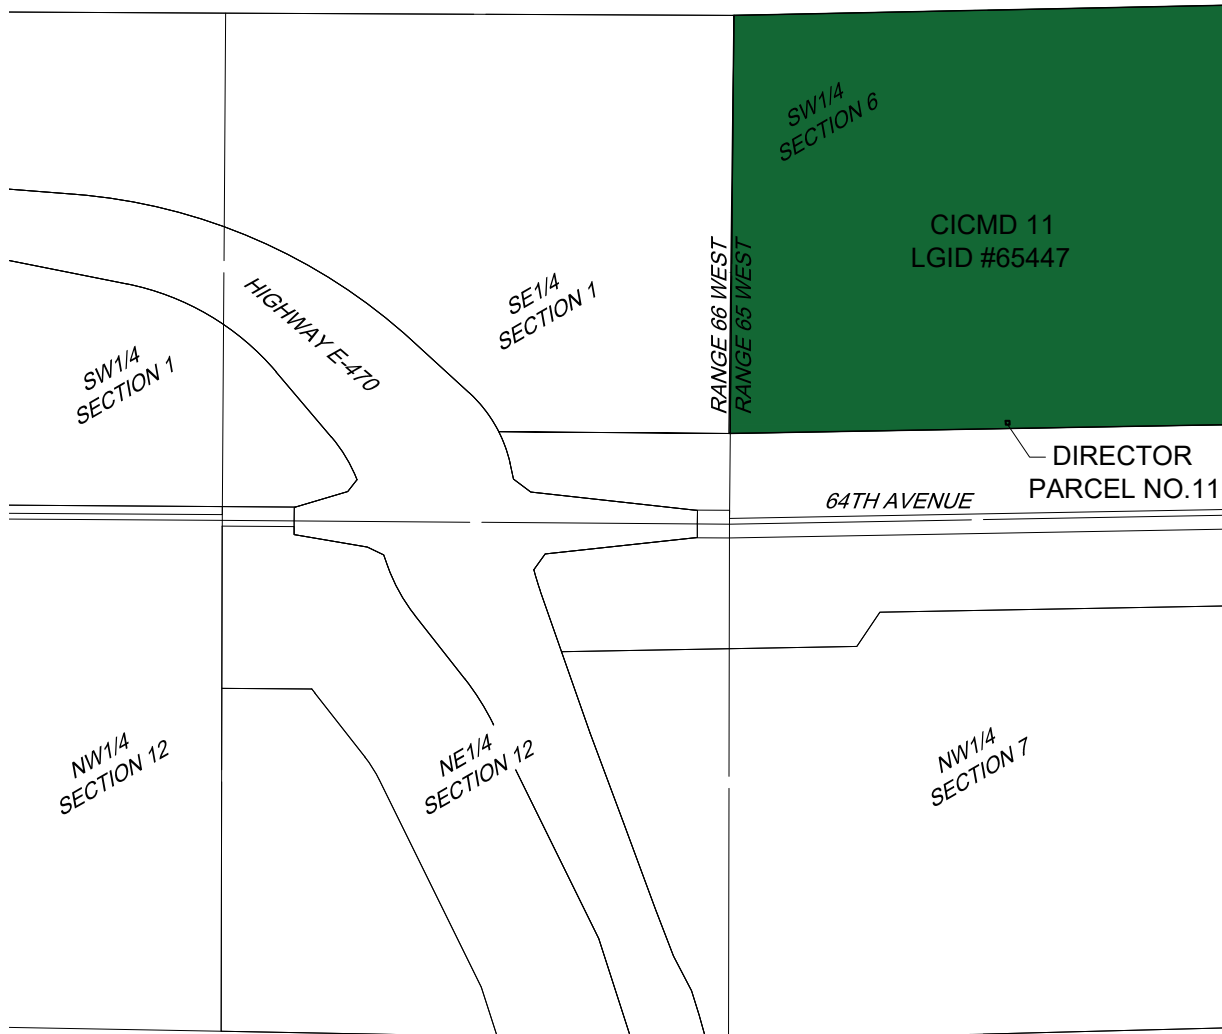 SW1/4
SECTION 6
CICMD 11
LGID #65447
RANGE 66 WEST
RANGE 65 WEST
SE1/4
SECTION 1
HIGHWAY E-470
SW1/4
SECTION 1
DIRECTOR
PARCEL NO.11
64TH AVENUE
NW1/4
SECTION 12
NE1/4
SECTION 12
NW1/4
SECTION 7